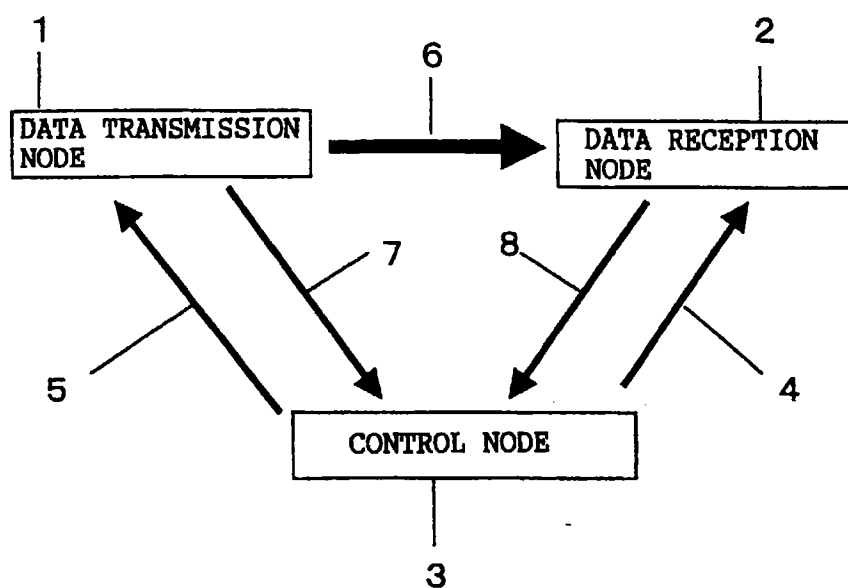 1
2
6
DATA TRANSMISSION
NODE
DATA RECEPTION
NODE
7
8
5
4
CONTROL NODE
3